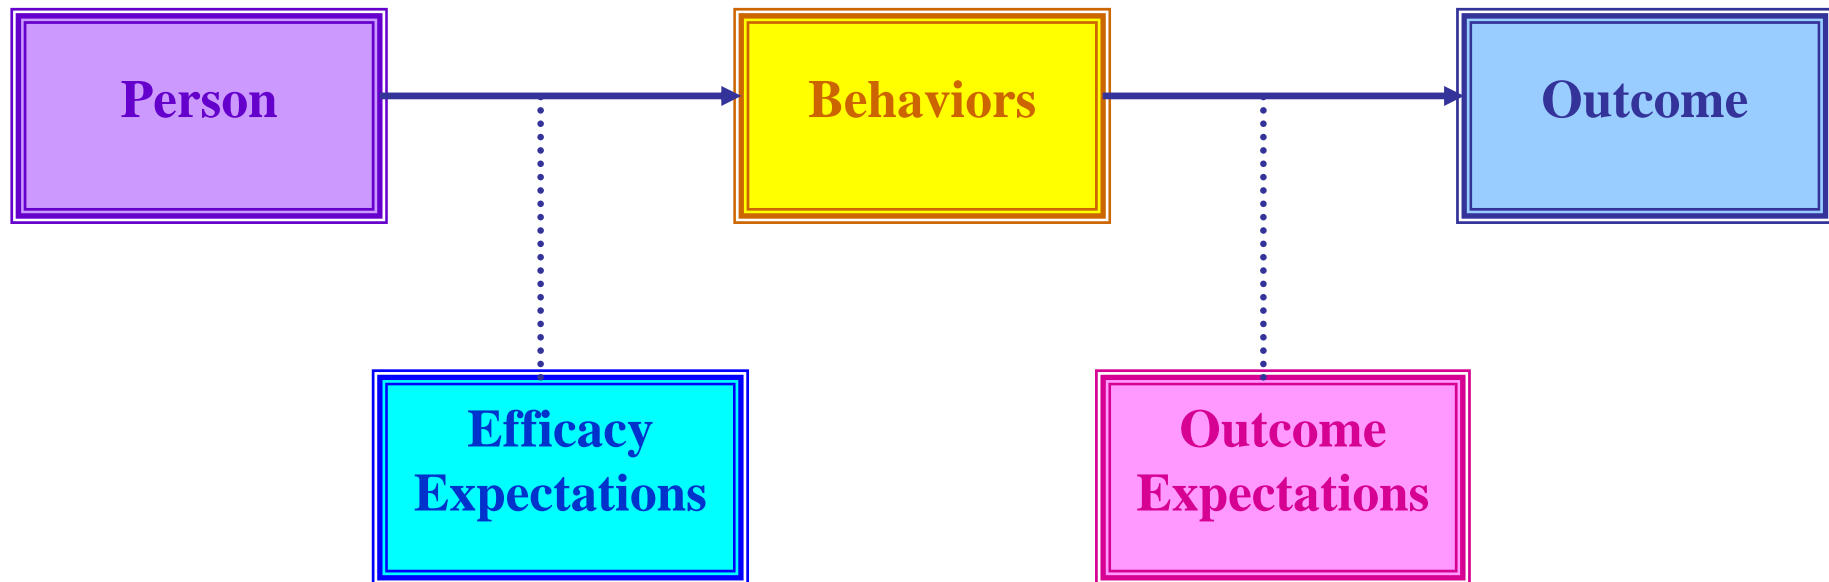 Person
Behaviors
Outcome
Efficacy
Expectations
Outcome
Expectations